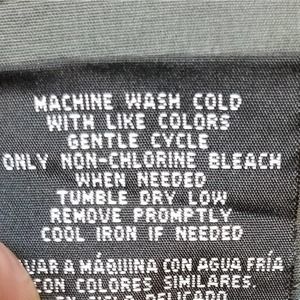 MACHINE WASH COLD
WITH LIKE COLORS
GENTLE CYCLE
ONLY NON-CHLORINE BLEACH
WHEN NEEDED
TUMBLE DRY LOW
REMOVE PROMPTLY
COOL IRON IF NEEDED
VAR A MÁQUINA CON AGUA FRÍA
CON COLORES SIMILARES.